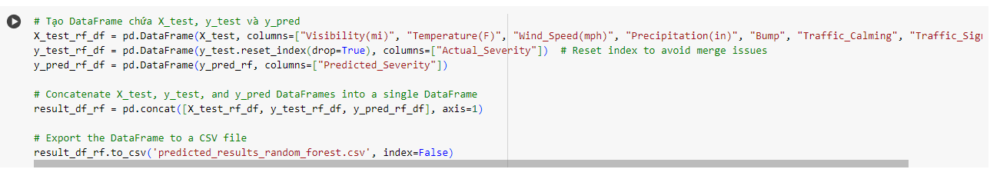 # Tạo DataFrame chứa X_test, y_test và y_pred
X_test_rf_df = pd.DataFrame(X_test, columns=["Visibility(mi)", "Temperature(F)", "Wind_Speed(mph)", "Precipitation(in)", "Bump", "Traffic_Calming", "Traffic_Sign
y_test_rf_df = pd.DataFrame(y_test.reset_index(drop=True), columns=["Actual_Severity"])  # Reset index to avoid merge issues
y_pred_rf_df = pd.DataFrame(y_pred_rf, columns=["Predicted_Severity"])
# Concatenate X_test, y_test, and y_pred DataFrames into a single DataFrame
result_df_rf = pd.concat([X_test_rf_df, y_test_rf_df, y_pred_rf_df], axis=1)
# Export the DataFrame to a CSV file
result_df_rf.to_csv('predicted_results_random_forest.csv', index=False)